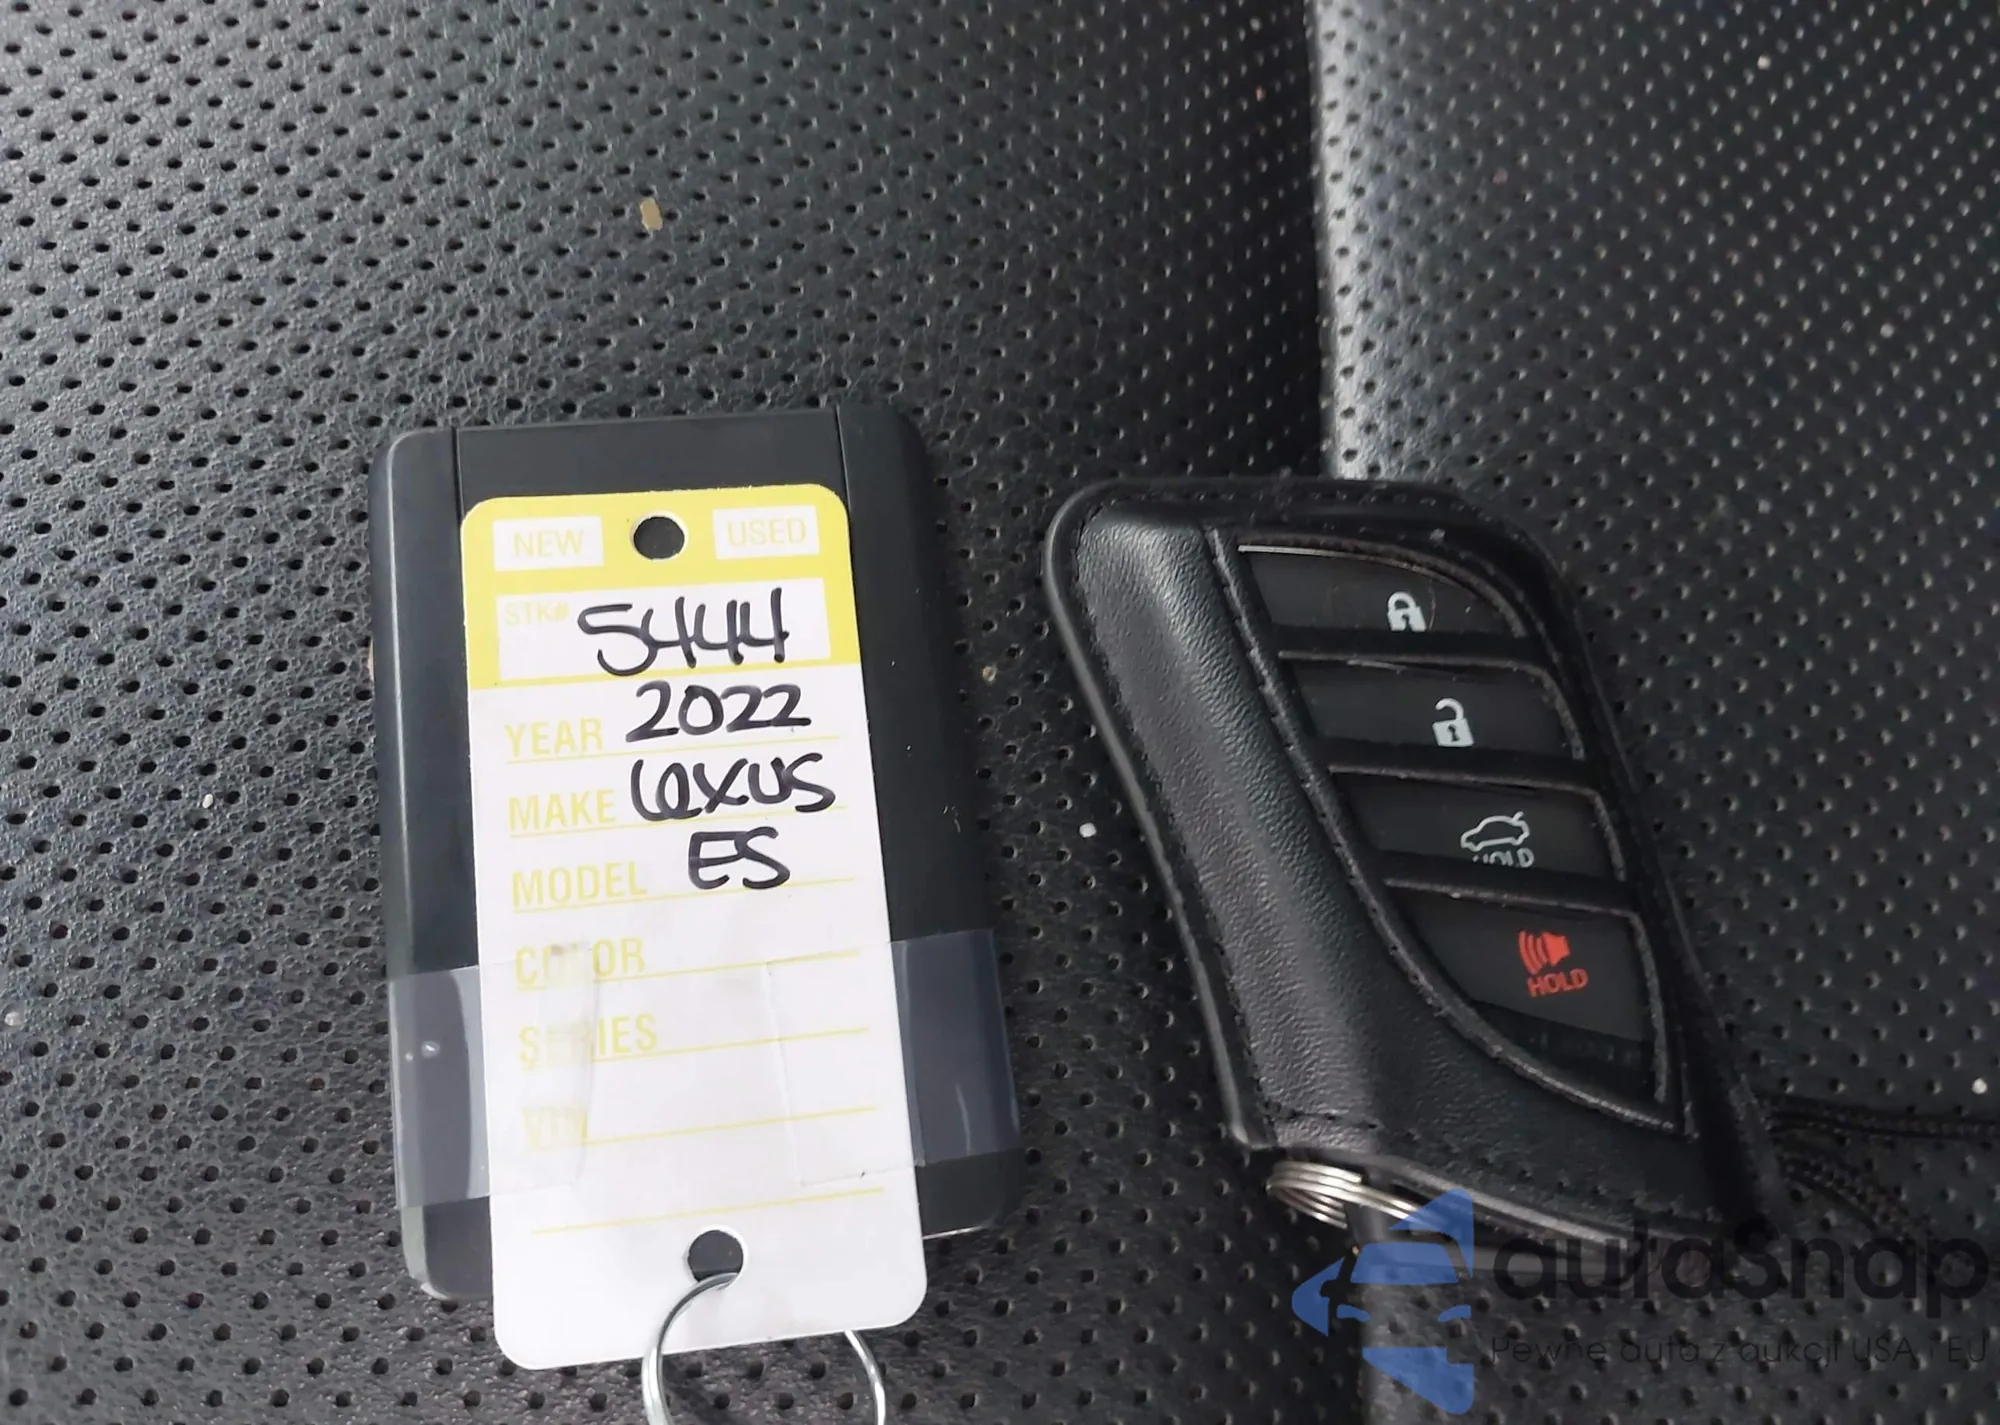 NEW USED
STK# 5444
YEAR 2022
MAKE Lexus
MODEL ES
COLOR
SERIES
VIN
HOLD
HOLD
autaSnap
Pewne auta z aukcji USA i EU